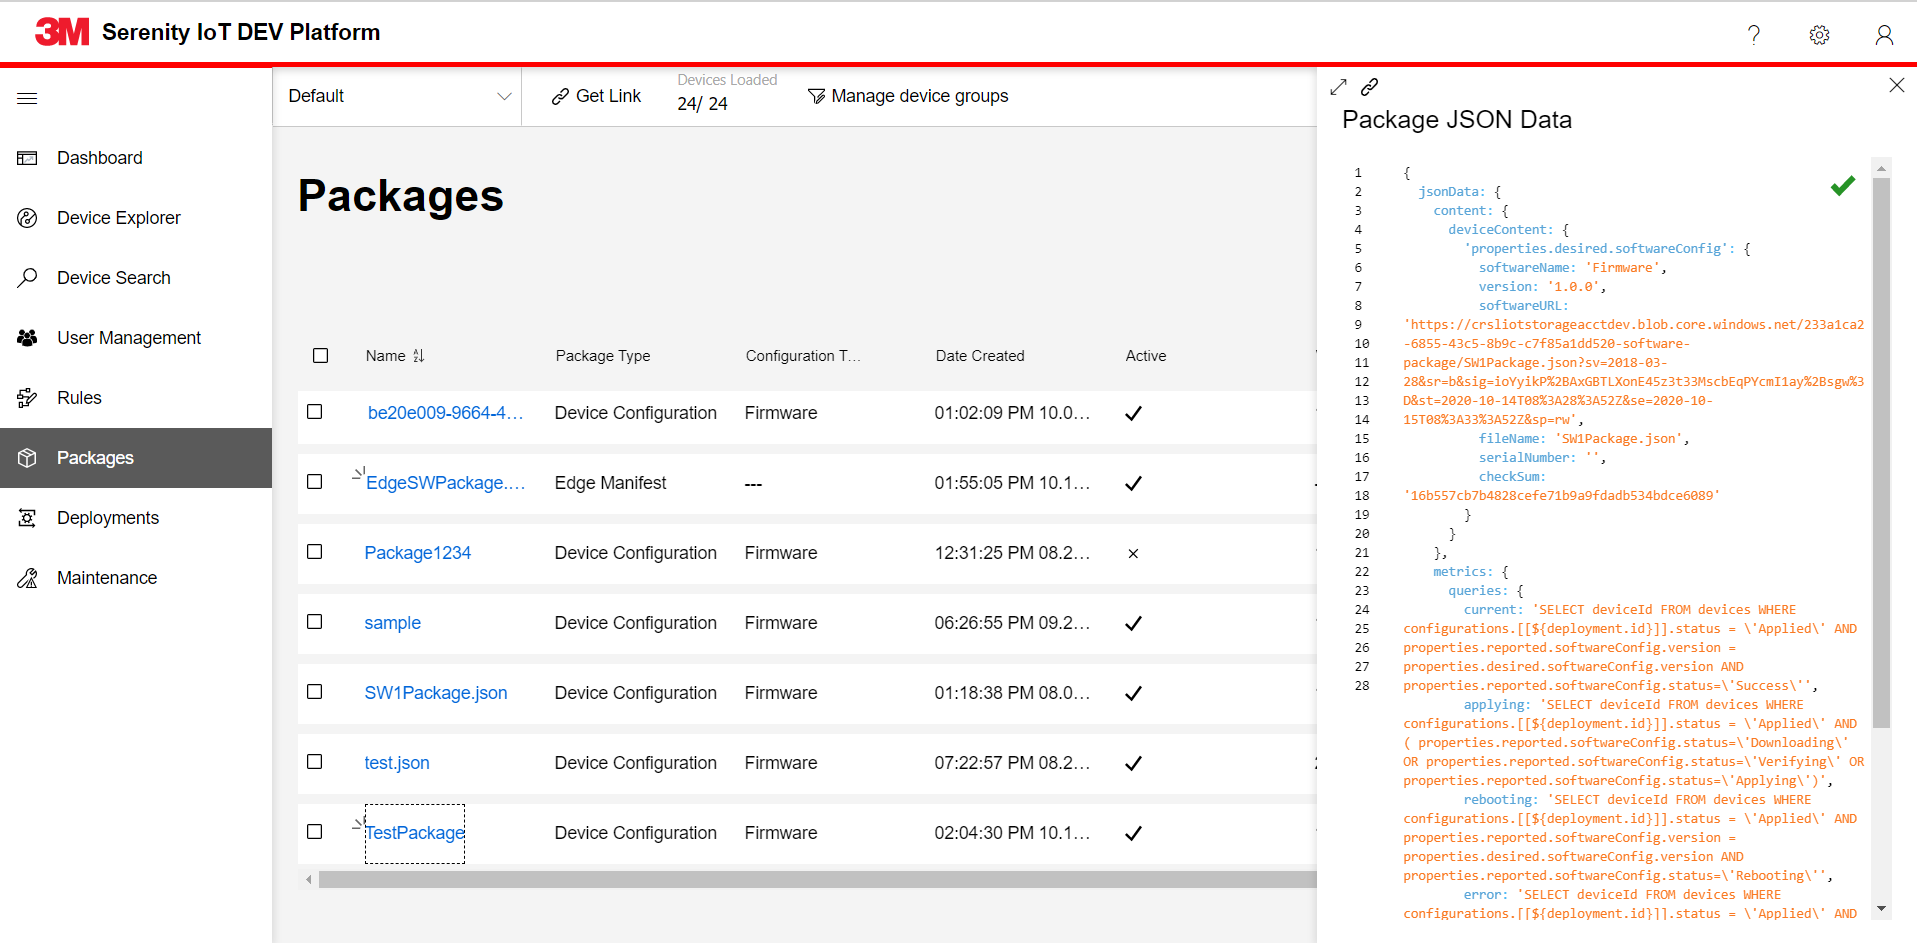 3M Serenity IoT DEV Platform
?
Default
Get Link
Devices Loaded
24/ 24
Manage device groups
Dashboard
Device Explorer
Device Search
User Management
Rules
Packages
Deployments
Maintenance
Packages
Name
Package Type
Configuration T...
Date Created
Active
be20e009-9664-4...
Device Configuration
Firmware
01:02:09 PM 10.0...
EdgeSWPackage....
Edge Manifest
---
01:55:05 PM 10.1...
Package1234
Device Configuration
Firmware
12:31:25 PM 08.2...
sample
Device Configuration
Firmware
06:26:55 PM 09.2...
SW1Package.json
Device Configuration
Firmware
01:18:38 PM 08.0...
test.json
Device Configuration
Firmware
07:22:57 PM 08.2...
TestPackage
Device Configuration
Firmware
02:04:30 PM 10.1...
Package JSON Data
1 {
2 jsonData: {
3 content: {
4 deviceContent: {
5 'properties.desired.softwareConfig': {
6 softwareName: 'Firmware',
7 version: '1.0.0',
8 softwareURL:
9 'https://crsliotstorageacctdev.blob.core.windows.net/233a1ca2
10 -6855-43c5-8b9c-c7f85a1dd520-software-
11 package/SW1Package.json?sv=2018-03-
12 28&sr=b&sig=ioYyikP%2BAxGBTLXonE45z3t33MscbEqPYcmI1ay%2Bsgw%3
13 D&st=2020-10-14T08%3A28%3A52Z&se=2020-10-
14 15T08%3A33%3A52Z&sp=rw',
15 fileName: 'SW1Package.json',
16 serialNumber: '',
17 checkSum:
18 '16b557cb7b4828cefe71b9a9fdadb534bdce6089'
19 }
20 }
21 },
22 metrics: {
23 queries: {
24 current: 'SELECT deviceId FROM devices WHERE
25 configurations.[[${deployment.id}]].status = \'Applied\' AND
26 properties.reported.softwareConfig.version =
27 properties.desired.softwareConfig.version AND
28 properties.reported.softwareConfig.status=\'Success\'',
applying: 'SELECT deviceId FROM devices WHERE
configurations.[[${deployment.id}]].status = \'Applied\' AND
( properties.reported.softwareConfig.status=\'Downloading\'
OR properties.reported.softwareConfig.status=\'Verifying\' OR
properties.reported.softwareConfig.status=\'Applying\')',
rebooting: 'SELECT deviceId FROM devices WHERE
configurations.[[${deployment.id}]].status = \'Applied\' AND
properties.reported.softwareConfig.version =
properties.desired.softwareConfig.version AND
properties.reported.softwareConfig.status=\'Rebooting\'',
error: 'SELECT deviceId FROM devices WHERE
configurations.[[${deployment.id}]].status = \'Applied\' AND